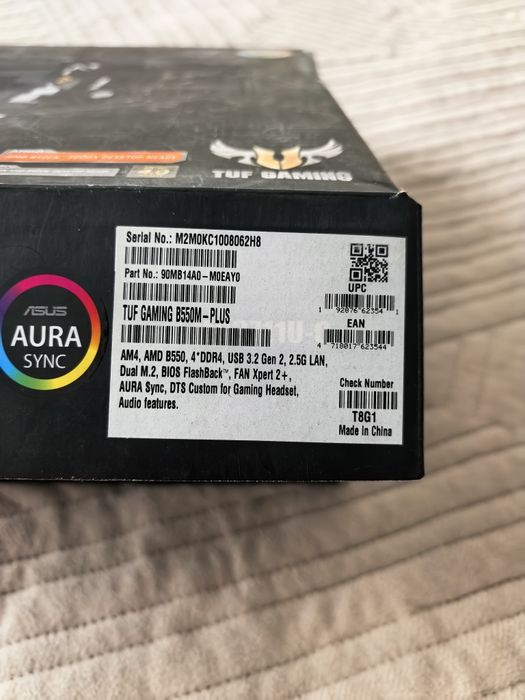 TUF GAMING
Serial No.: M2M0KC1008062H8
Part No.: 90MB14A0-M0EAY0
TUF GAMING B550M-PLUS
AM4, AMD B550, 4*DDR4, USB 3.2 Gen 2, 2.5G LAN,
Dual M.2, BIOS FlashBack™, FAN Xpert 2+,
AURA Sync, DTS Custom for Gaming Headset,
Audio features.
UPC
1 92876 62354 1
EAN
4 718017 623544
Check Number
T8G1
Made in China
ASUS
AURA
SYNC